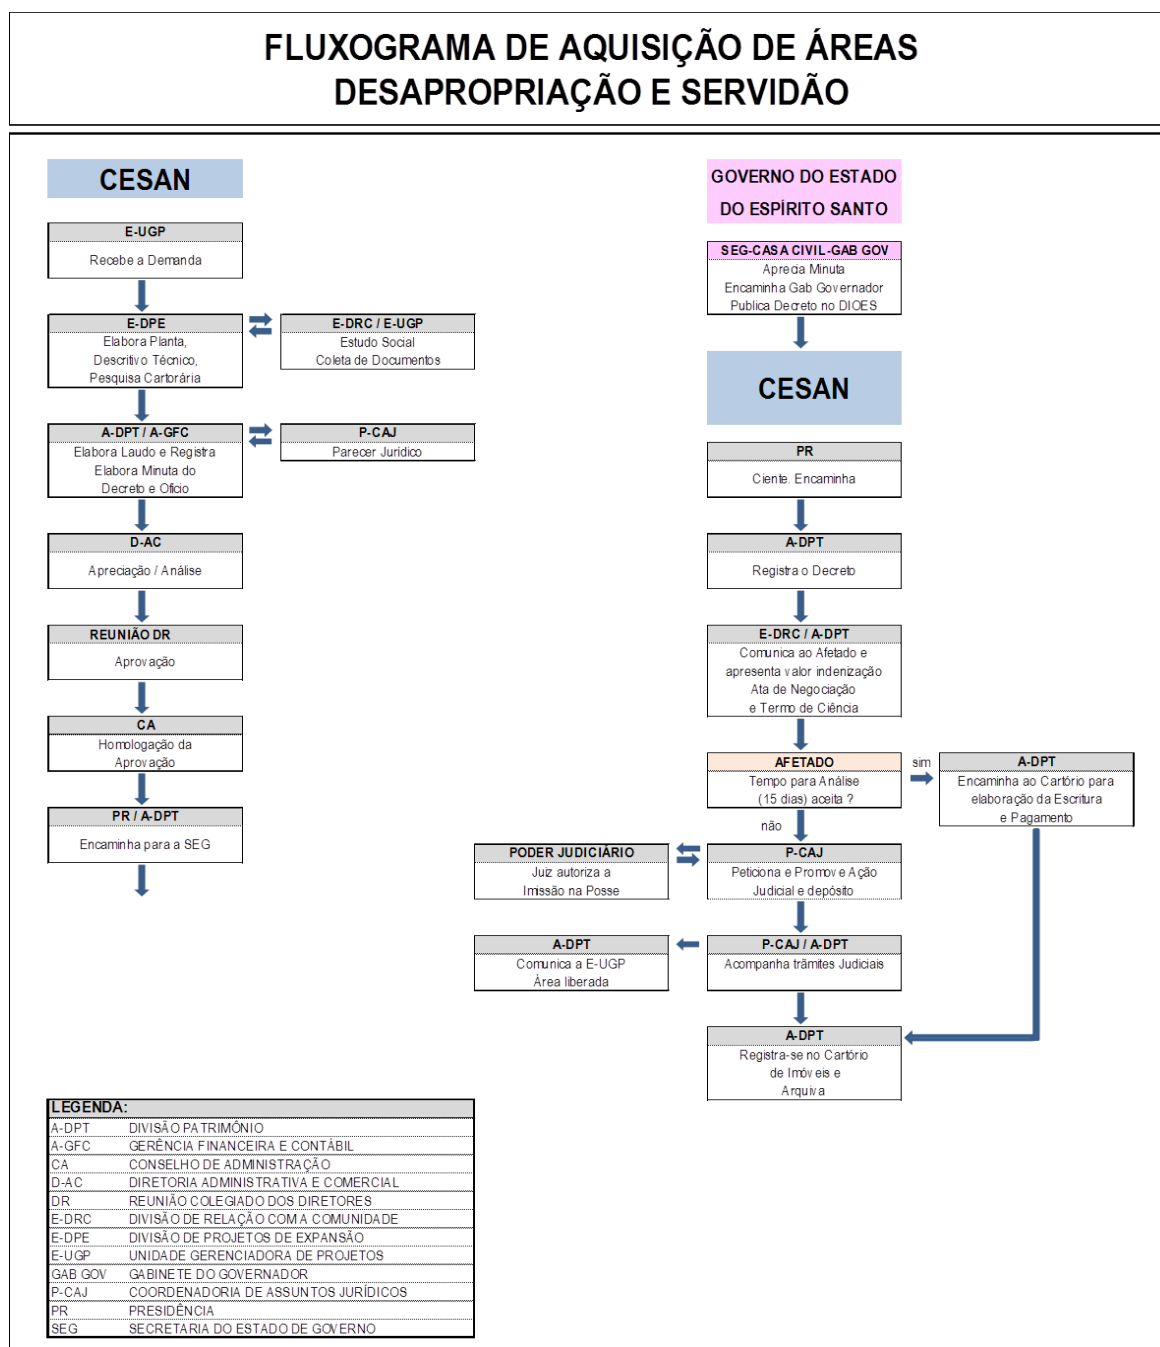 FLUXOGRAMA DE AQUISIÇÃO DE ÁREAS
DESAPROPRIAÇÃO E SERVIDÃO
CESAN
E-UGP
Recebe a Demanda
E-DPE
Elabora Planta,
Descritivo Técnico,
Pesquisa Cartorária
E-DRC / E-UGP
Estudo Social
Coleta de Documentos
A-DPT / A-GFC
Elabora Laudo e Registra
Elabora Minuta do
Decreto e Ofício
P-CAJ
Parecer Jurídico
D-AC
Apreciação / Análise
REUNIÃO DR
Aprovação
CA
Homologação da
Aprovação
PR / A-DPT
Encaminha para a SEG
GOVERNO DO ESTADO
DO ESPÍRITO SANTO
SEG-CASA CIVIL-GAB GOV
Aprecia Minuta
Encaminha Gab Governador
Publica Decreto no DIOES
CESAN
PR
Ciente. Encaminha
A-DPT
Registra o Decreto
E-DRC / A-DPT
Comunica ao Afetado e
apresenta valor indenização
Ata de Negociação
e Termo de Ciência
AFETADO
Tempo para Análise
(15 dias) aceita ?
sim
A-DPT
Encaminha ao Cartório para
elaboração da Escritura
e Pagamento
não
PODER JUDICIÁRIO
Juiz autoriza a
Imissão na Posse
P-CAJ
Peticiona e Promove Ação
Judicial e depósito
A-DPT
Comunica a E-UGP
Área liberada
P-CAJ / A-DPT
Acompanha trâmites Judiciais
A-DPT
Registra-se no Cartório
de Imóveis e
Arquiva
LEGENDA:
A-DPT DIVISÃO PATRIMÔNIO
A-GFC GERÊNCIA FINANCEIRA E CONTÁBIL
CA CONSELHO DE ADMINISTRAÇÃO
D-AC DIRETORIA ADMINISTRATIVA E COMERCIAL
DR REUNIÃO COLEGIADO DOS DIRETORES
E-DRC DIVISÃO DE RELAÇÃO COM A COMUNIDADE
E-DPE DIVISÃO DE PROJETOS DE EXPANSÃO
E-UGP UNIDADE GERENCIADORA DE PROJETOS
GAB GOV GABINETE DO GOVERNADOR
P-CAJ COORDENADORIA DE ASSUNTOS JURÍDICOS
PR PRESIDÊNCIA
SEG SECRETARIA DO ESTADO DE GOVERNO